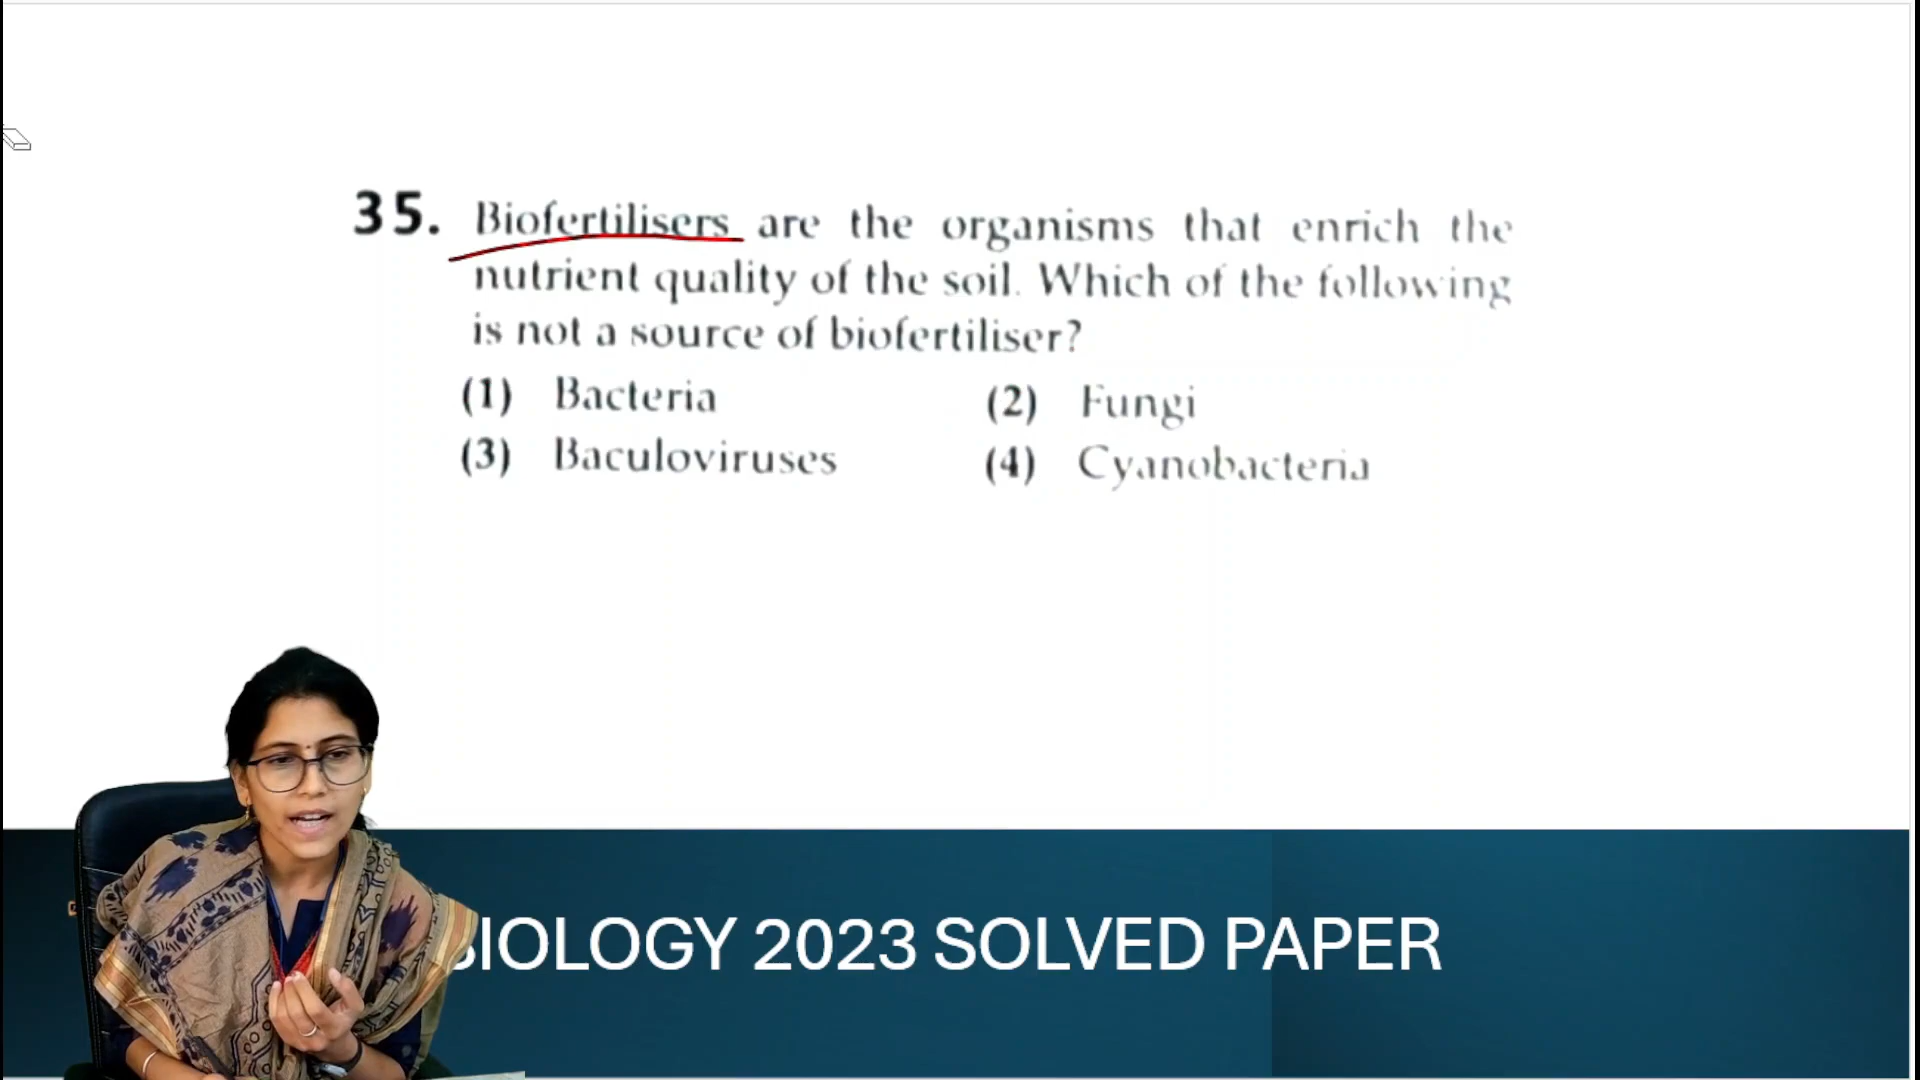 35. Biofertilisers are the organisms that enrich the
nutrient quality of the soil. Which of the following
is not a source of biofertiliser?
(1) Bacteria (2) Fungi
(3) Baculoviruses (4) Cyanobacteria
BIOLOGY 2023 SOLVED PAPER